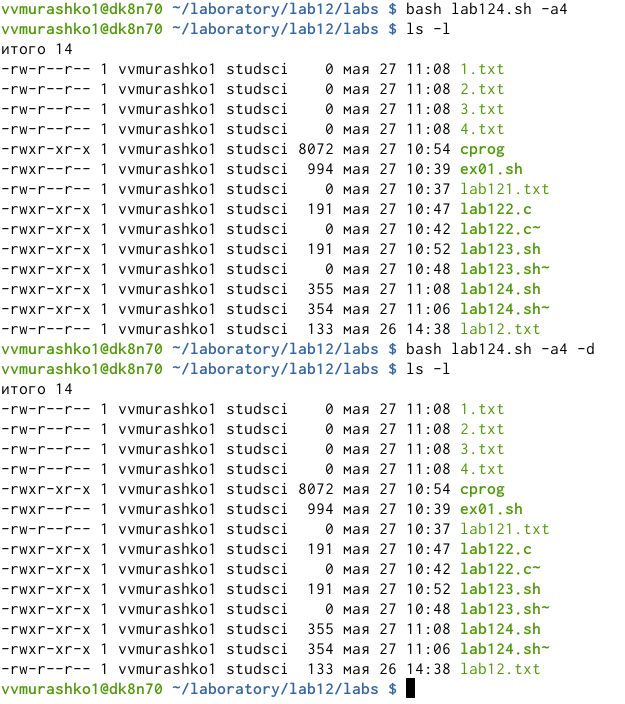 vvmurashko1@dk8n70 ~/laboratory/lab12/labs $ bash lab124.sh -a4
vvmurashko1@dk8n70 ~/laboratory/lab12/labs $ ls -l
итого 14
-rw-r--r-- 1 vvmurashko1 studsci    0 мая 27 11:08 1.txt
-rw-r--r-- 1 vvmurashko1 studsci    0 мая 27 11:08 2.txt
-rw-r--r-- 1 vvmurashko1 studsci    0 мая 27 11:08 3.txt
-rw-r--r-- 1 vvmurashko1 studsci    0 мая 27 11:08 4.txt
-rwxr-xr-x 1 vvmurashko1 studsci 8072 мая 27 10:54 cprog
-rwxr--r-- 1 vvmurashko1 studsci  994 мая 27 10:39 ex01.sh
-rw-r--r-- 1 vvmurashko1 studsci    0 мая 27 10:37 lab121.txt
-rwxr-xr-x 1 vvmurashko1 studsci  191 мая 27 10:47 lab122.c
-rwxr-xr-x 1 vvmurashko1 studsci    0 мая 27 10:42 lab122.c~
-rwxr-xr-x 1 vvmurashko1 studsci  191 мая 27 10:52 lab123.sh
-rwxr-xr-x 1 vvmurashko1 studsci    0 мая 27 10:48 lab123.sh~
-rwxr-xr-x 1 vvmurashko1 studsci  355 мая 27 11:08 lab124.sh
-rwxr-xr-x 1 vvmurashko1 studsci  354 мая 27 11:06 lab124.sh~
-rw-r--r-- 1 vvmurashko1 studsci  133 мая 26 14:38 lab12.txt
vvmurashko1@dk8n70 ~/laboratory/lab12/labs $ bash lab124.sh -a4 -d
vvmurashko1@dk8n70 ~/laboratory/lab12/labs $ ls -l
итого 14
-rw-r--r-- 1 vvmurashko1 studsci    0 мая 27 11:08 1.txt
-rw-r--r-- 1 vvmurashko1 studsci    0 мая 27 11:08 2.txt
-rw-r--r-- 1 vvmurashko1 studsci    0 мая 27 11:08 3.txt
-rw-r--r-- 1 vvmurashko1 studsci    0 мая 27 11:08 4.txt
-rwxr-xr-x 1 vvmurashko1 studsci 8072 мая 27 10:54 cprog
-rwxr--r-- 1 vvmurashko1 studsci  994 мая 27 10:39 ex01.sh
-rw-r--r-- 1 vvmurashko1 studsci    0 мая 27 10:37 lab121.txt
-rwxr-xr-x 1 vvmurashko1 studsci  191 мая 27 10:47 lab122.c
-rwxr-xr-x 1 vvmurashko1 studsci    0 мая 27 10:42 lab122.c~
-rwxr-xr-x 1 vvmurashko1 studsci  191 мая 27 10:52 lab123.sh
-rwxr-xr-x 1 vvmurashko1 studsci    0 мая 27 10:48 lab123.sh~
-rwxr-xr-x 1 vvmurashko1 studsci  355 мая 27 11:08 lab124.sh
-rwxr-xr-x 1 vvmurashko1 studsci  354 мая 27 11:06 lab124.sh~
-rw-r--r-- 1 vvmurashko1 studsci  133 мая 26 14:38 lab12.txt
vvmurashko1@dk8n70 ~/laboratory/lab12/labs $